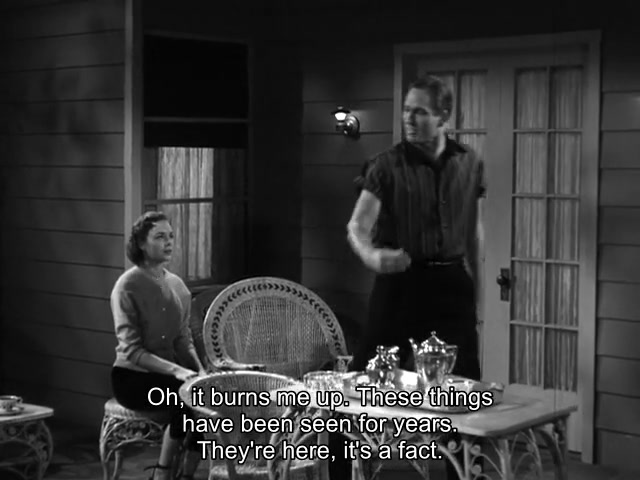 Oh, it burns me up. These things
have been seen for years.
They're here, it's a fact.